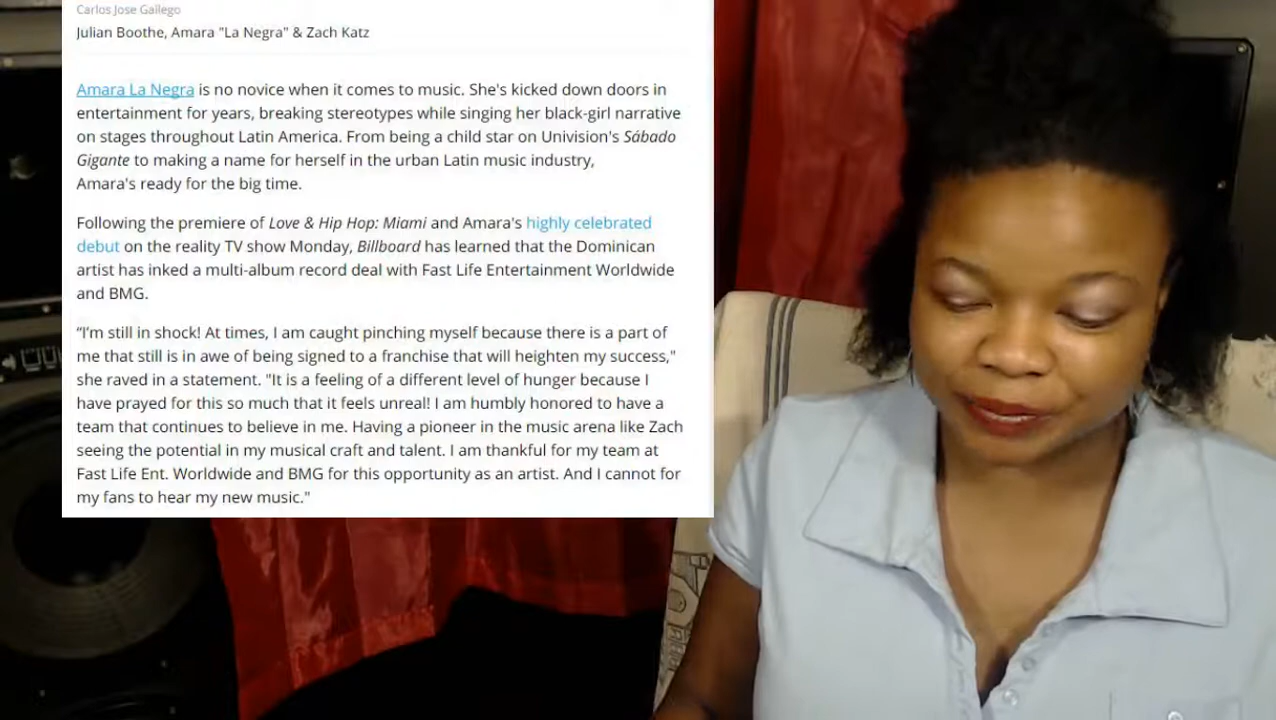 Carlos Jose Gallego
Julian Boothe, Amara "La Negra" & Zach Katz
Amara La Negra is no novice when it comes to music. She's kicked down doors in
entertainment for years, breaking stereotypes while singing her black-girl narrative
on stages throughout Latin America. From being a child star on Univision's Sábado
Gigante to making a name for herself in the urban Latin music industry,
Amara's ready for the big time.
Following the premiere of Love & Hip Hop: Miami and Amara's highly celebrated
debut on the reality TV show Monday, Billboard has learned that the Dominican
artist has inked a multi-album record deal with Fast Life Entertainment Worldwide
and BMG.
“I’m still in shock! At times, I am caught pinching myself because there is a part of
me that still is in awe of being signed to a franchise that will heighten my success,"
she raved in a statement. "It is a feeling of a different level of hunger because I
have prayed for this so much that it feels unreal! I am humbly honored to have a
team that continues to believe in me. Having a pioneer in the music arena like Zach
seeing the potential in my musical craft and talent. I am thankful for my team at
Fast Life Ent. Worldwide and BMG for this opportunity as an artist. And I cannot for
my fans to hear my new music."